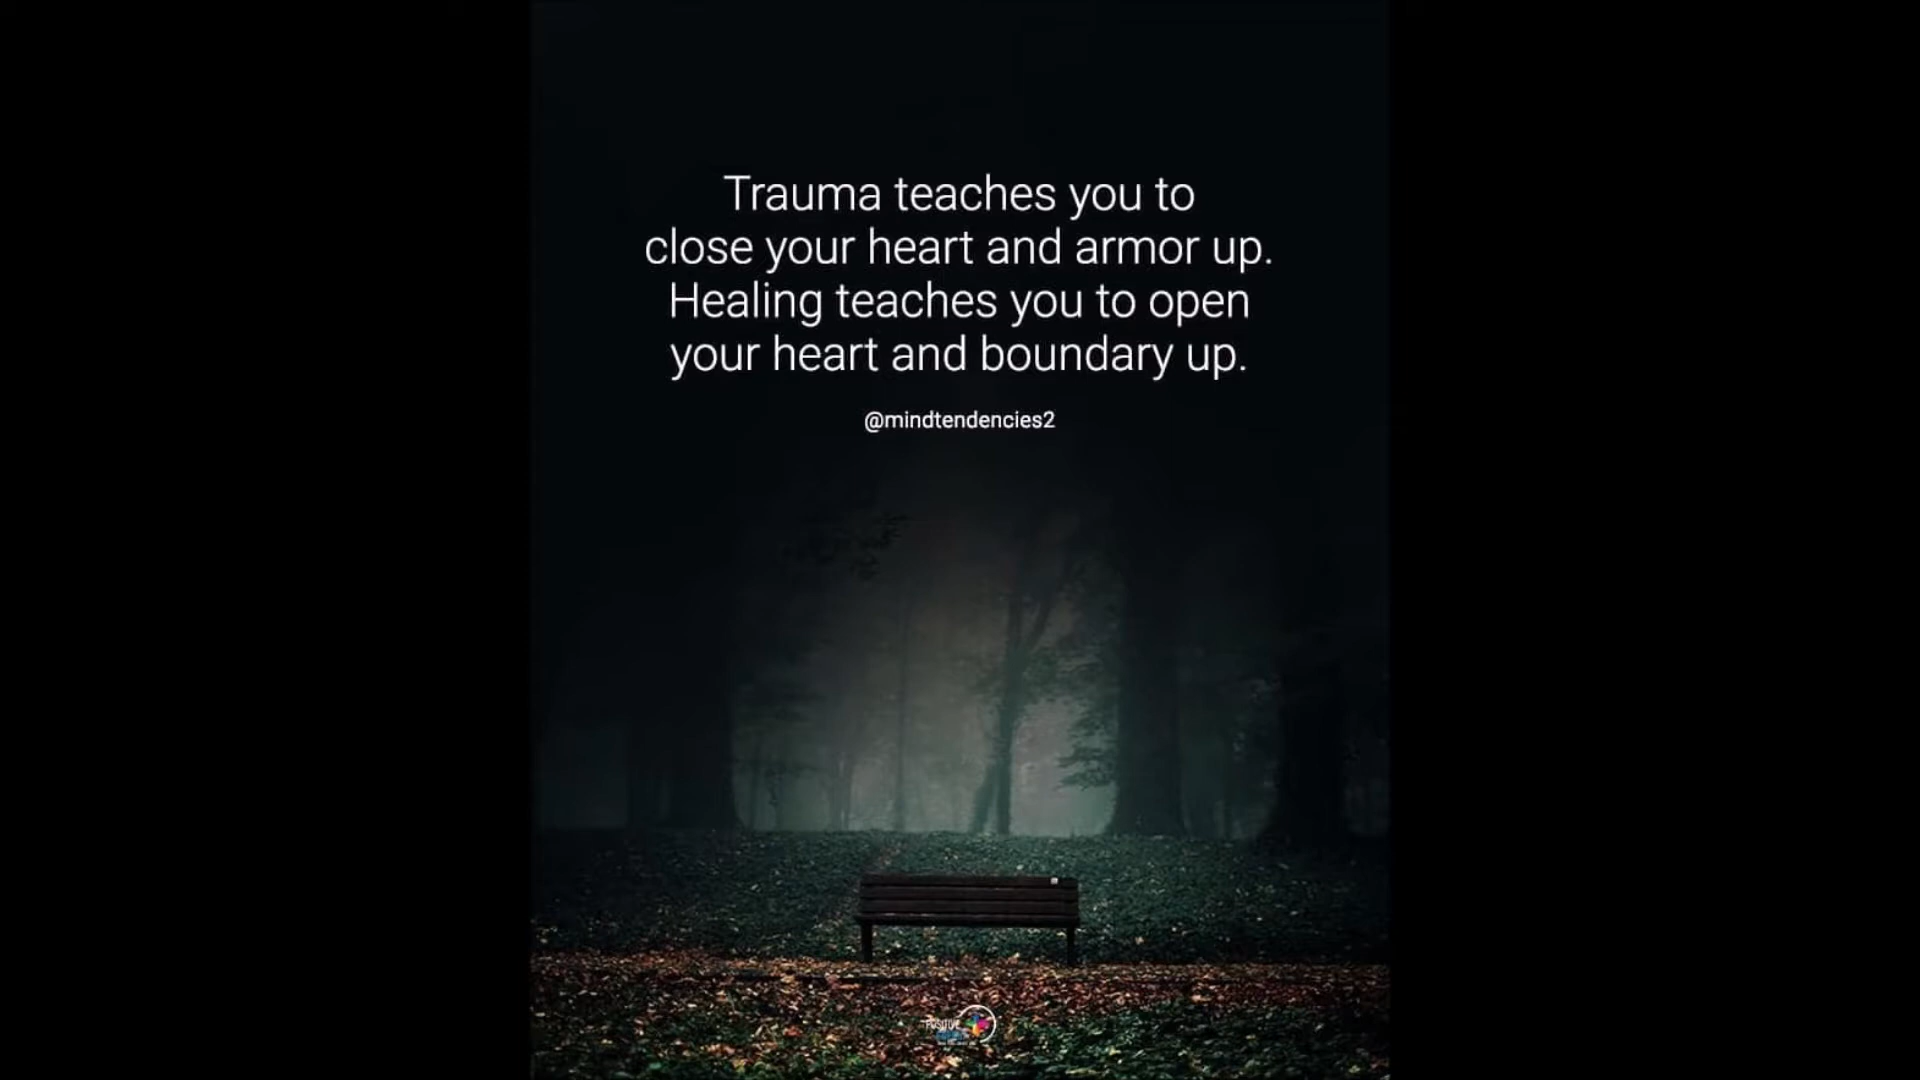 Trauma teaches you to
close your heart and armor up.
Healing teaches you to open
your heart and boundary up.
@mindtendencies2
POSITIVE